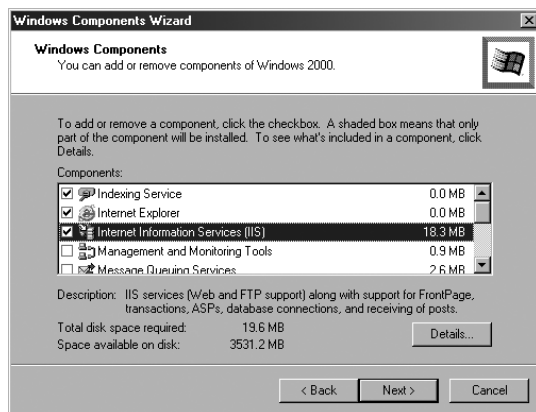 Windows Components Wizard
Windows Components
You can add or remove components of Windows 2000.
To add or remove a component, click the checkbox. A shaded box means that only
part of the component will be installed. To see what's included in a component, click
Details.
Components:
Indexing Service 0.0 MB
Internet Explorer 0.0 MB
Internet Information Services (IIS) 18.3 MB
Management and Monitoring Tools 0.9 MB
Message Queuing Services 2.6 MB
Description: IIS services (Web and FTP support) along with support for FrontPage,
transactions, ASPs, database connections, and receiving of posts.
Total disk space required: 19.6 MB
Space available on disk: 3531.2 MB
Details...
< Back Next > Cancel